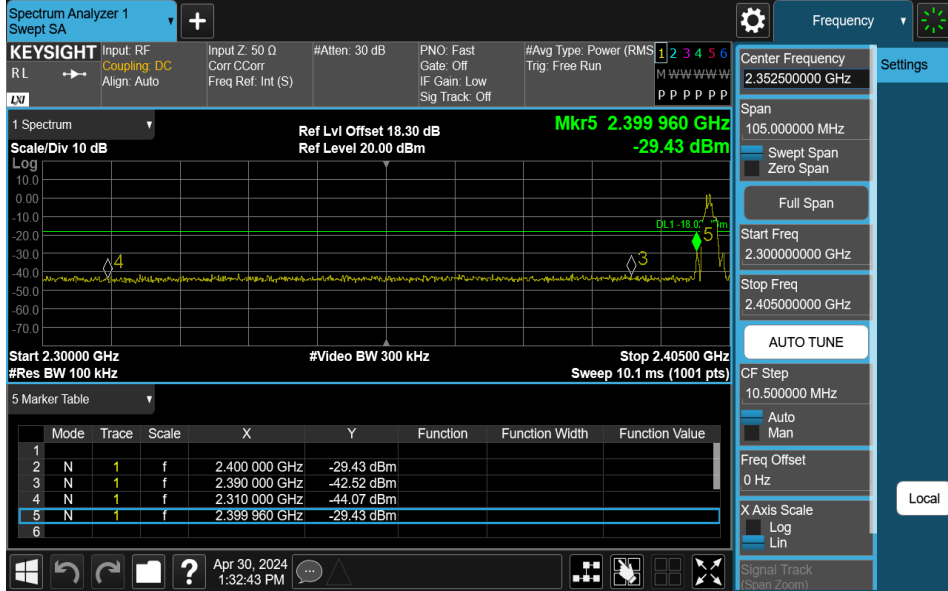 Spectrum Analyzer 1
Swept SA
+
Frequency
KEYSIGHT
R L
LXI
Input: RF
Coupling: DC
Align: Auto
Input Z: 50 Ω
Corr CCorr
Freq Ref: Int (S)
#Atten: 30 dB
PNO: Fast
Gate: Off
IF Gain: Low
Sig Track: Off
#Avg Type: Power (RMS
Trig: Free Run
1 2 3 4 5 6
M W W W W W
P P P P P P
1 Spectrum
Scale/Div 10 dB
Ref Lvl Offset 18.30 dB
Ref Level 20.00 dBm
Mkr5 2.399 960 GHz
-29.43 dBm
Log
10.0
0.00
-10.0
-20.0
-30.0
-40.0
-50.0
-60.0
-70.0
4
3
5
Start 2.30000 GHz
#Video BW 300 kHz
Stop 2.40500 GHz
#Res BW 100 kHz
Sweep 10.1 ms (1001 pts)
5 Marker Table
Mode Trace Scale X Y Function Function Width Function Value
1
2 N 1 f 2.400 000 GHz -29.43 dBm
3 N 1 f 2.390 000 GHz -42.52 dBm
4 N 1 f 2.310 000 GHz -44.07 dBm
5 N 1 f 2.399 960 GHz -29.43 dBm
6
?
Apr 30, 2024
1:32:43 PM
Center Frequency
2.352500000 GHz
Span
105.000000 MHz
Swept Span
Zero Span
Full Span
Start Freq
2.300000000 GHz
Stop Freq
2.405000000 GHz
AUTO TUNE
CF Step
10.500000 MHz
Auto
Man
Freq Offset
0 Hz
X Axis Scale
Log
Lin
Signal Track
(Span Zoom)
Settings
Local